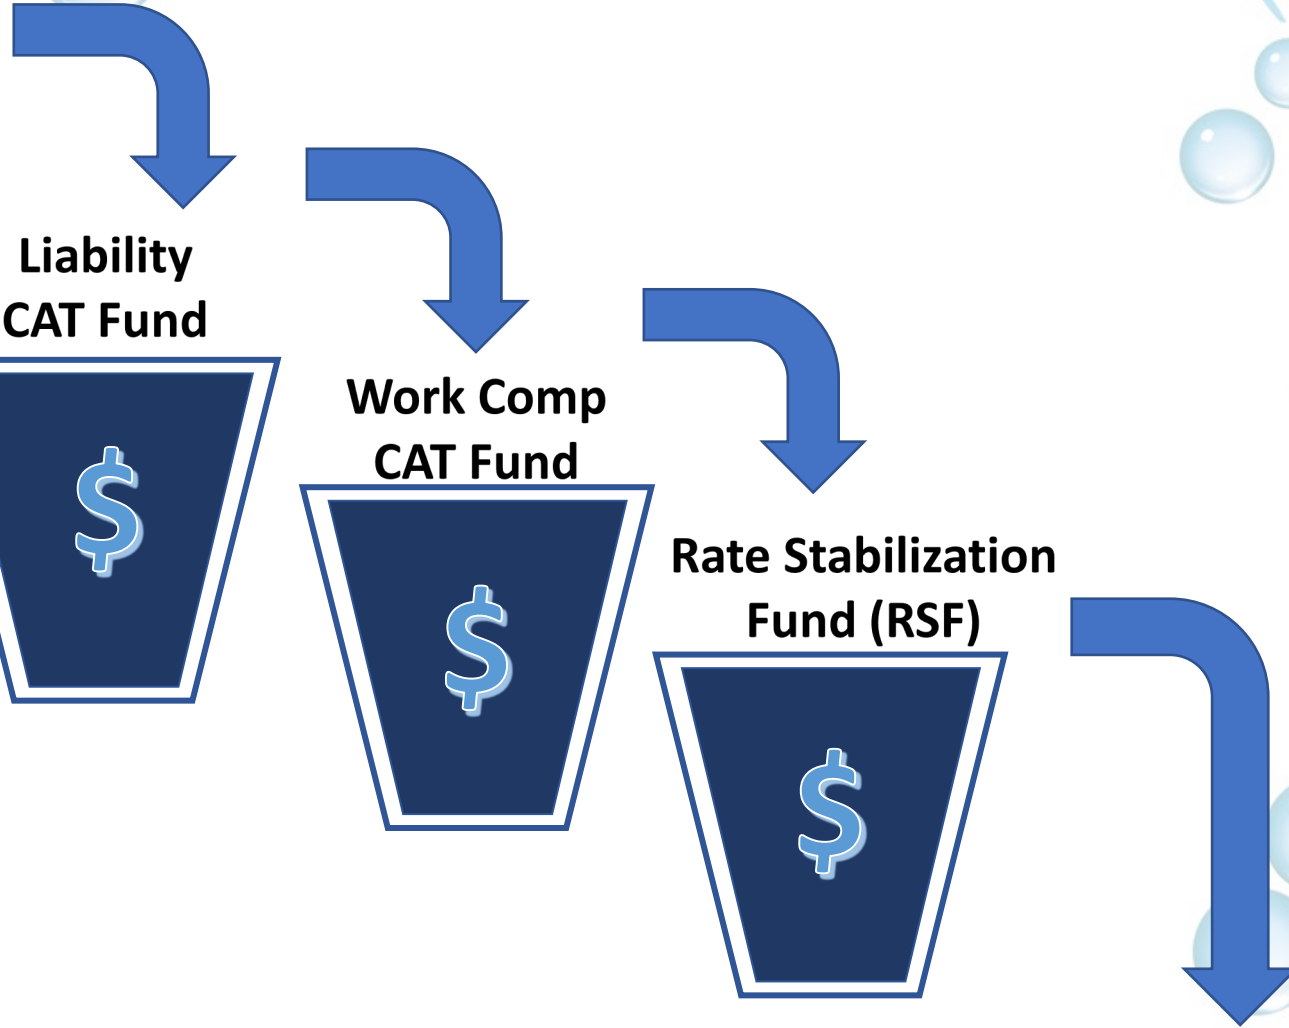 Liability
CAT Fund
$
Work Comp
CAT Fund
$
Rate Stabilization
Fund (RSF)
$